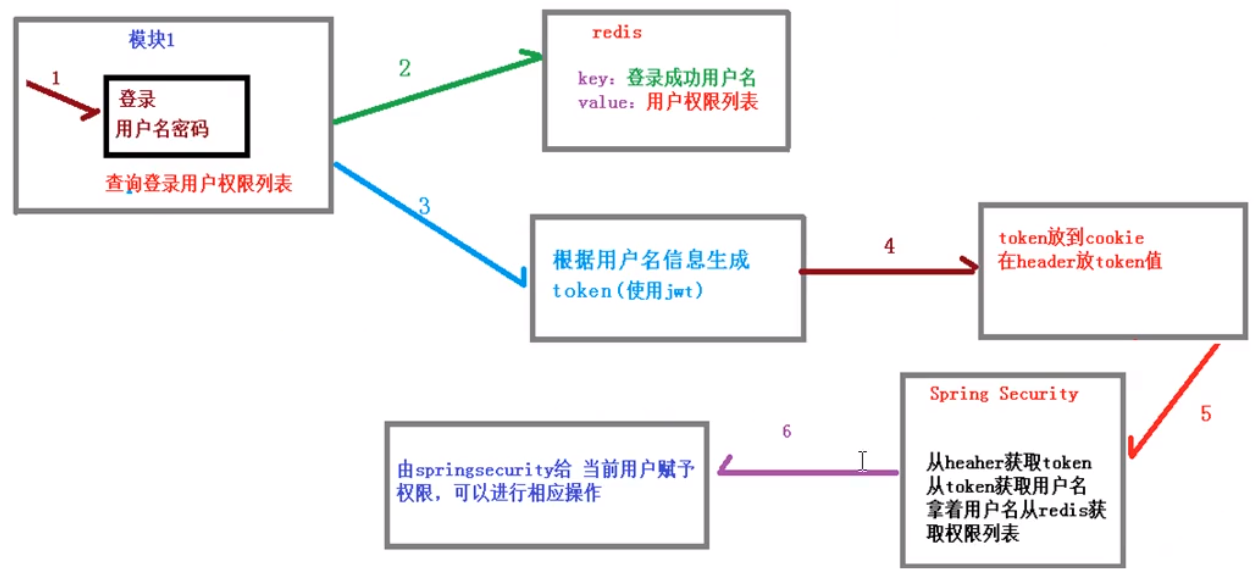 模块1
1
登录
用户名密码
查询登录用户权限列表
2
redis
key：登录成功用户名
value：用户权限列表
3
根据用户名信息生成
token(使用jwt)
4
token放到cookie
在header放token值
5
Spring Security
从heaher获取token
从token获取用户名
拿着用户名从redis获
取权限列表
6
由springsecurity给 当前用户赋予
权限，可以进行相应操作